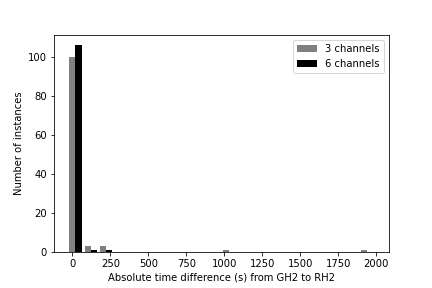 3 channels
6 channels
100
80
60
40
20
0
Number of instances
0 250 500 750 1000 1250 1500 1750 2000
Absolute time difference (s) from GH2 to RH2